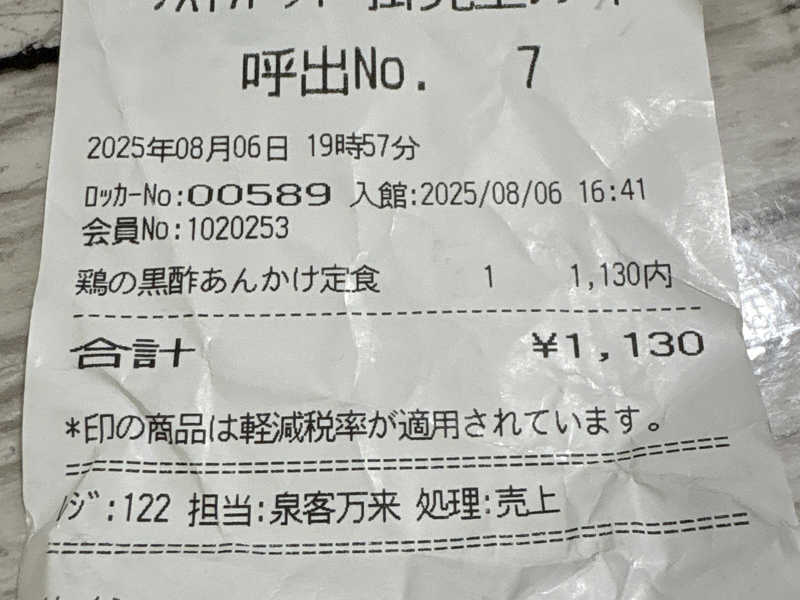 呼出No. 7
2025年08月06日 19時57分
ﾛｯｶｰNo:00589 入館:2025/08/06 16:41
会員No:1020253
鶏の黒酢あんかけ定食 1 1,130内
合計 ¥1,130
*印の商品は軽減税率が適用されています。
ﾚｼﾞ:122 担当:泉客万来 処理:売上